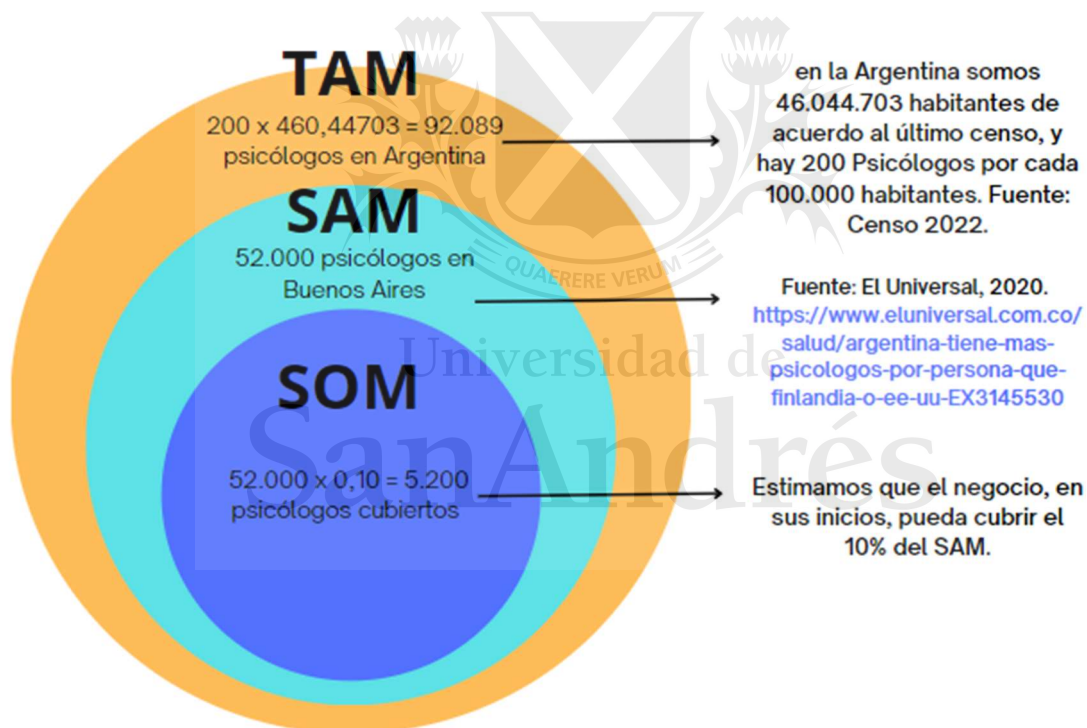 TAM
200 x 460,44703 = 92.089
psicólogos en Argentina
en la Argentina somos
46.044.703 habitantes de
acuerdo al último censo, y
hay 200 Psicólogos por cada
100.000 habitantes. Fuente:
Censo 2022.
SAM
52.000 psicólogos en
Buenos Aires
QUAERERE VERUM
Fuente: El Universal, 2020.
https://www.eluniversal.com.co/
salud/argentina-tiene-mas-
psicologos-por-persona-que-
finlandia-o-ee-uu-EX3145530
Universidad de
SanAndrés
SOM
52.000 x 0,10 = 5.200
psicólogos cubiertos
Estimamos que el negocio, en
sus inicios, pueda cubrir el
10% del SAM.